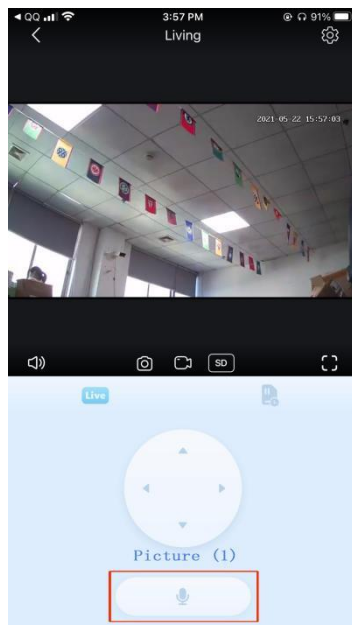 QQ 3:57 PM 91%
Living
2021-05-22 15:57:03
SD
Live
Picture (1)